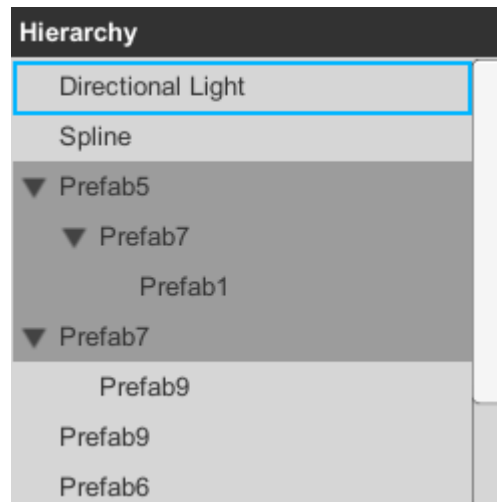 Hierarchy
Directional Light
Spline
Prefab5
Prefab7
Prefab1
Prefab7
Prefab9
Prefab9
Prefab6